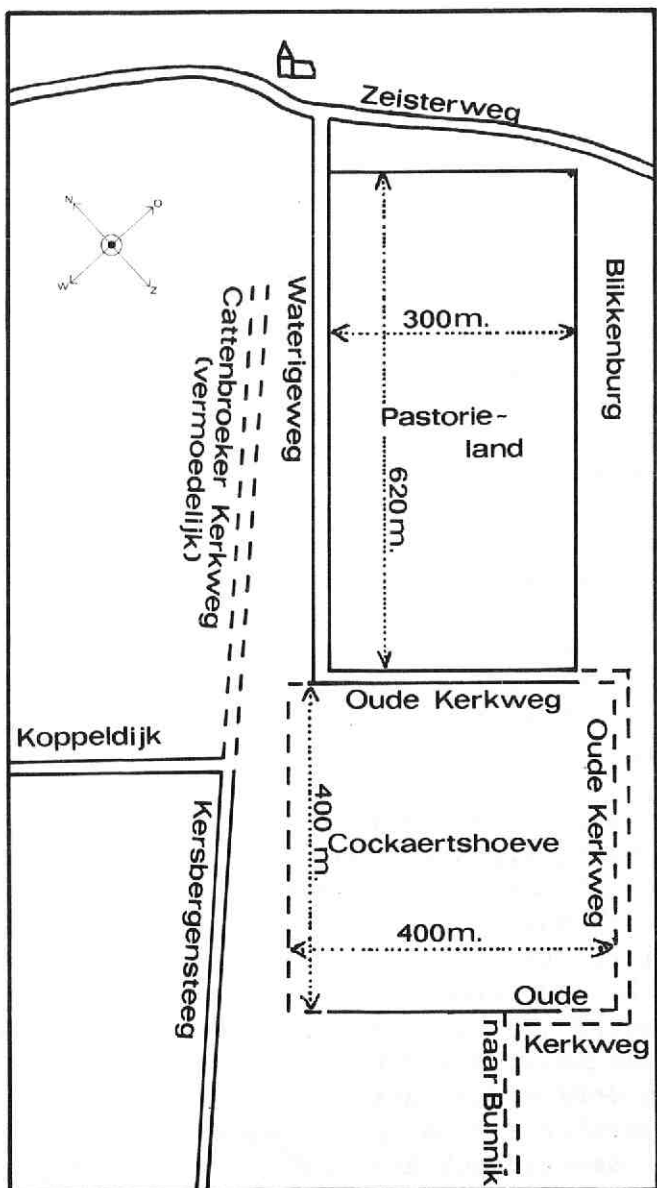 Zeisterweg
N
O
W
Z
Blikkenburg
Waterigeweg
300m.
Cattenbroeker Kerkweg
(vermoedelijk)
Pastorie-
land
620m.
Oude Kerkweg
Koppeldijk
Oude Kerkweg
400 m.
Kersbergensteeg
Cockaertshoeve
400m.
Oude
Kerkweg
naar Bunnik